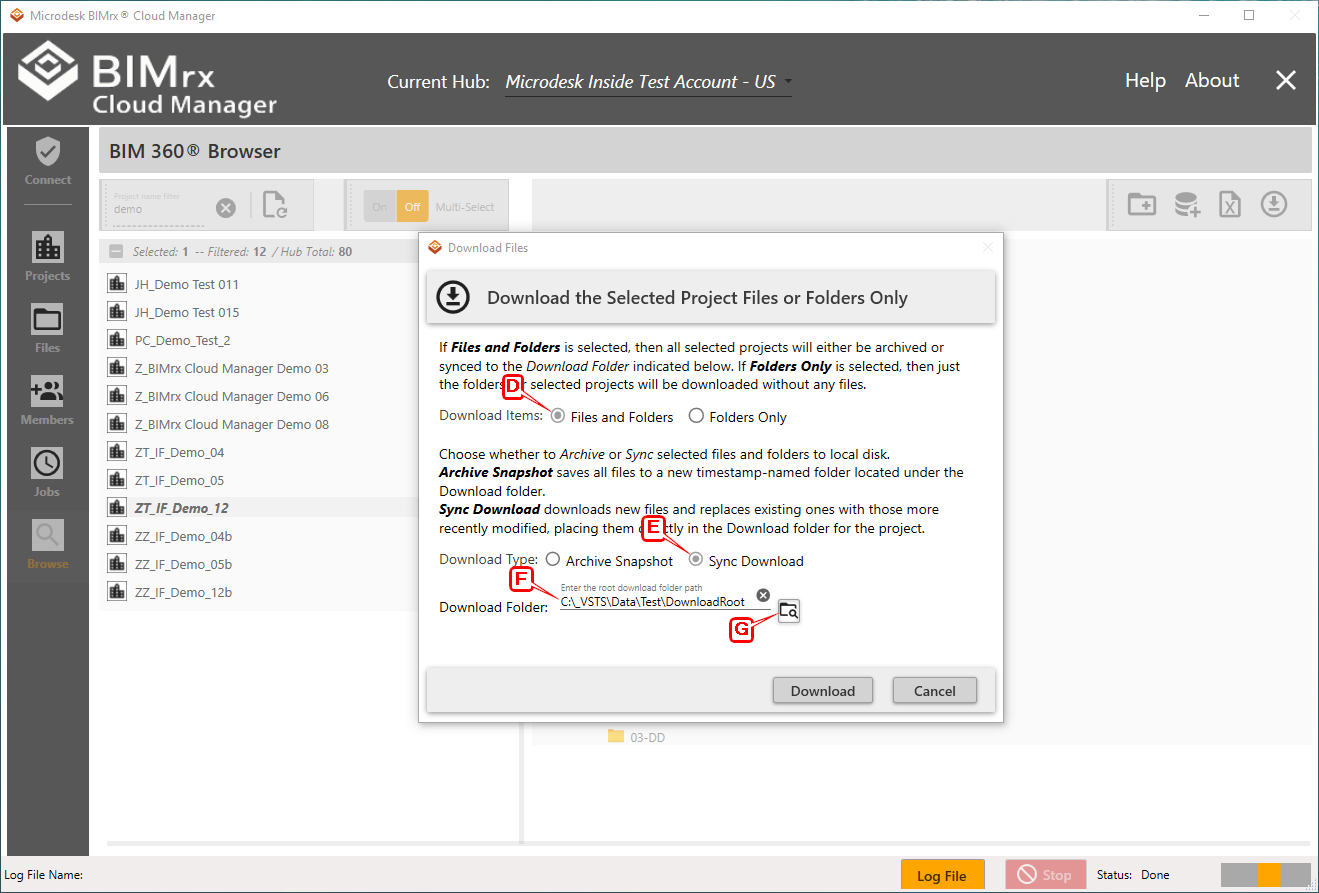 Microdesk BIMrx® Cloud Manager
BIMrx
Cloud Manager
Current Hub: Microdesk Inside Test Account - US
Help About
Connect
Projects
Files
Members
Jobs
Browse
BIM 360® Browser
Project name filter
demo
On Off Multi-Select
Selected: 1 -- Filtered: 12 / Hub Total: 80
JH_Demo Test 011
JH_Demo Test 015
PC_Demo_Test_2
Z_BIMrx Cloud Manager Demo 03
Z_BIMrx Cloud Manager Demo 06
Z_BIMrx Cloud Manager Demo 08
ZT_IF_Demo_04
ZT_IF_Demo_05
ZT_IF_Demo_12
ZZ_IF_Demo_04b
ZZ_IF_Demo_05b
ZZ_IF_Demo_12b
Download Files
Download the Selected Project Files or Folders Only
If Files and Folders is selected, then all selected projects will either be archived or
synced to the Download Folder indicated below. If Folders Only is selected, then just
the folders selected projects will be downloaded without any files.
D
Download Items: Files and Folders Folders Only
Choose whether to Archive or Sync selected files and folders to local disk.
Archive Snapshot saves all files to a new timestamp-named folder located under the
Download folder.
Sync Download downloads new files and replaces existing ones with those more
recently modified, placing them in the Download folder for the project.
E
Download Type: Archive Snapshot Sync Download
F
Enter the root download folder path
Download Folder: C:\_VSTS\Data\Test\DownloadRoot
G
Download Cancel
03-DD
Log File Name:
Log File Stop Status: Done